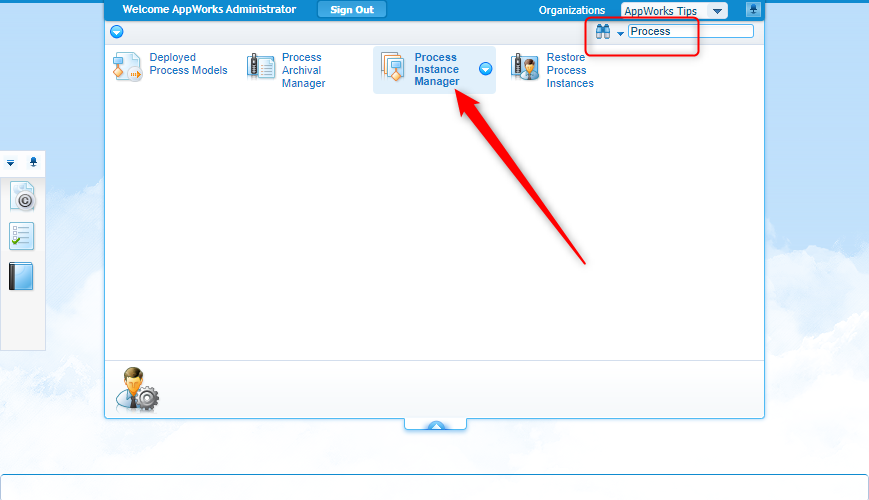 Welcome AppWorks Administrator
Sign Out
Organizations
AppWorks Tips
Process
Deployed
Process Models
Process
Archival
Manager
Process
Instance
Manager
Restore
Process
Instances